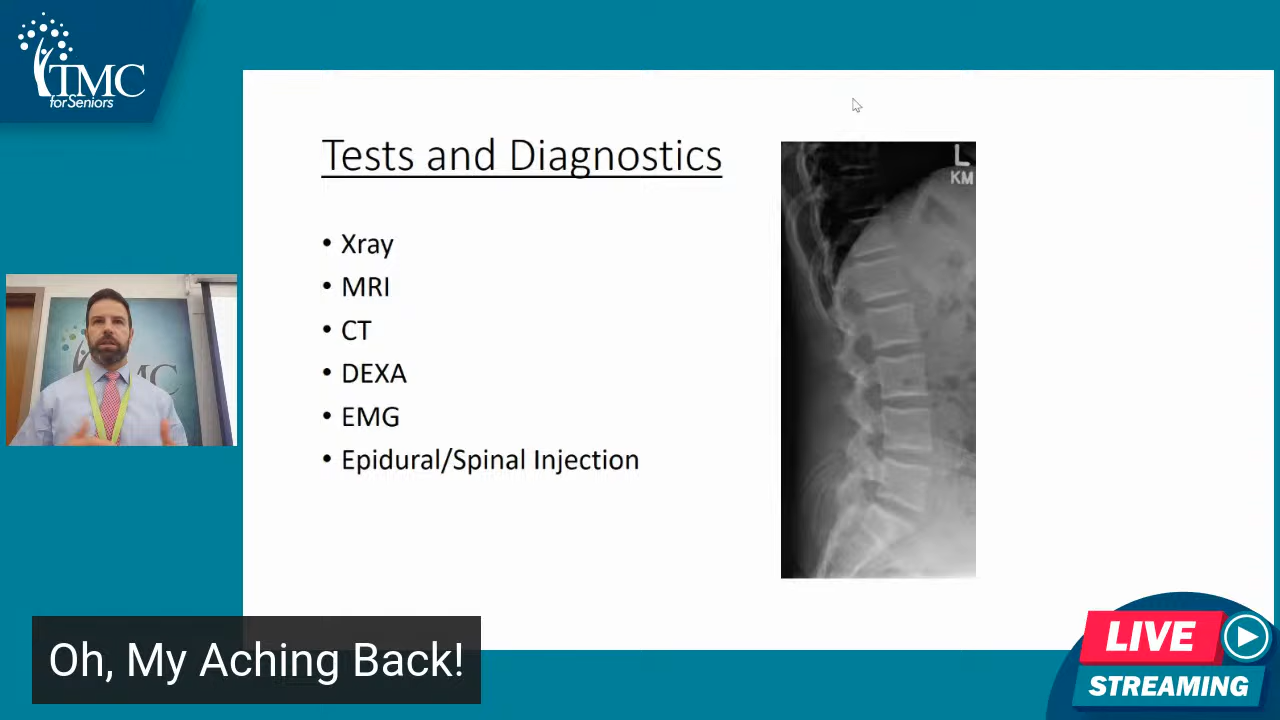 TMC
for Seniors
Tests and Diagnostics
L
KM
• Xray
• MRI
• CT
• DEXA
• EMG
• Epidural/Spinal Injection
MC
Oh, My Aching Back!
LIVE
STREAMING